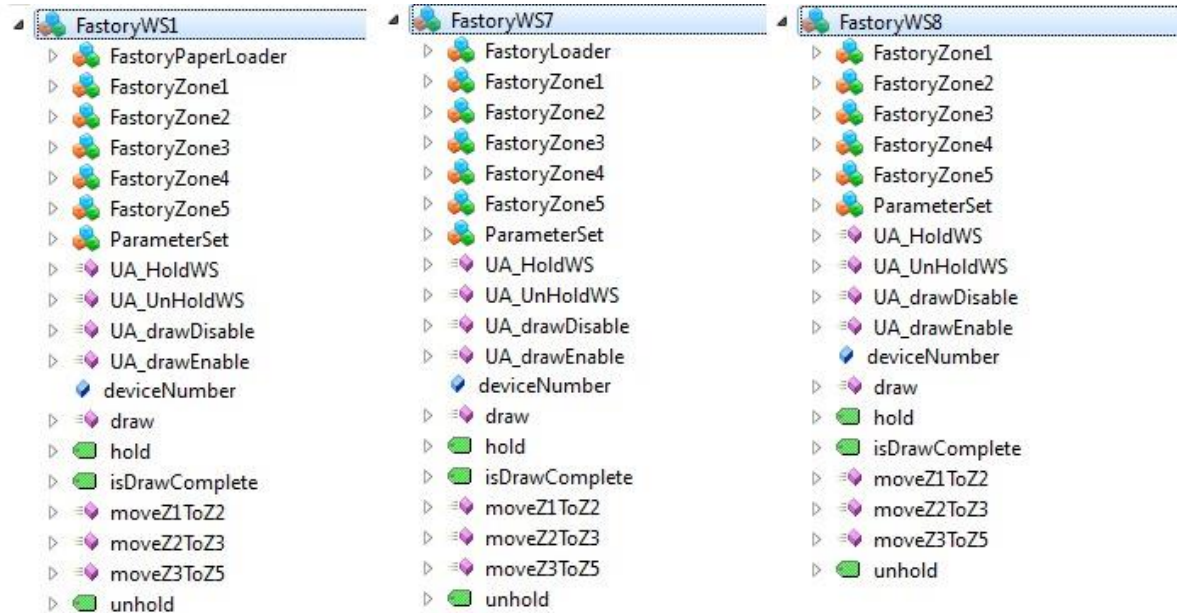 FastoryWS1
FastoryPaperLoader
FastoryZone1
FastoryZone2
FastoryZone3
FastoryZone4
FastoryZone5
ParameterSet
UA_HoldWS
UA_UnHoldWS
UA_drawDisable
UA_drawEnable
deviceNumber
draw
hold
isDrawComplete
moveZ1ToZ2
moveZ2ToZ3
moveZ3ToZ5
unhold
FastoryWS7
FastoryLoader
FastoryZone1
FastoryZone2
FastoryZone3
FastoryZone4
FastoryZone5
ParameterSet
UA_HoldWS
UA_UnHoldWS
UA_drawDisable
UA_drawEnable
deviceNumber
draw
hold
isDrawComplete
moveZ1ToZ2
moveZ2ToZ3
moveZ3ToZ5
unhold
FastoryWS8
FastoryZone1
FastoryZone2
FastoryZone3
FastoryZone4
FastoryZone5
ParameterSet
UA_HoldWS
UA_UnHoldWS
UA_drawDisable
UA_drawEnable
deviceNumber
draw
hold
isDrawComplete
moveZ1ToZ2
moveZ2ToZ3
moveZ3ToZ5
unhold